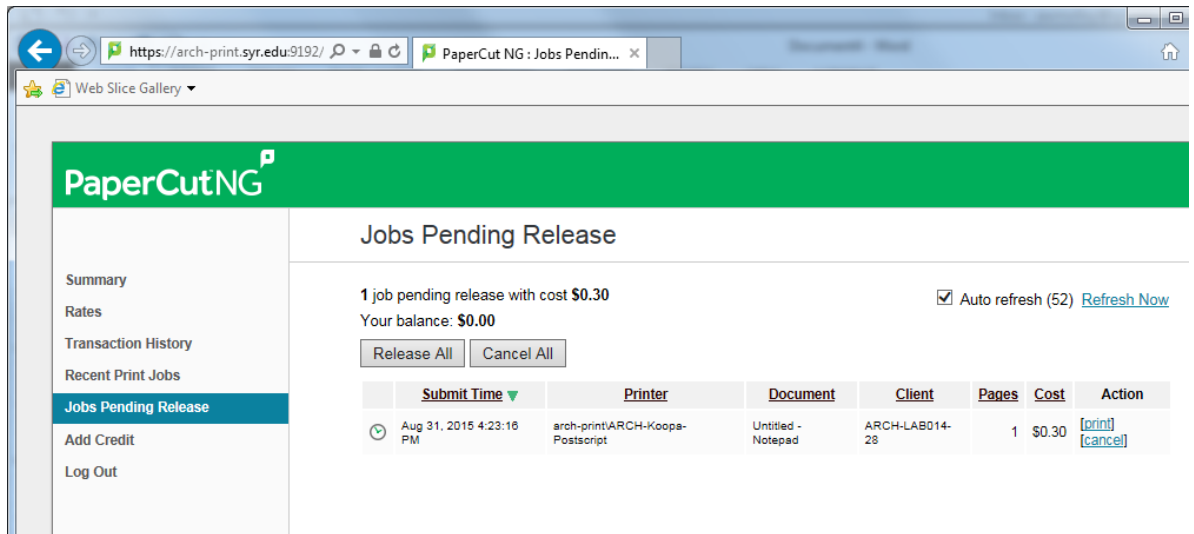 https://arch-print.syr.edu:9192/
PaperCut NG : Jobs Pendin...
Web Slice Gallery
PaperCut NG
Jobs Pending Release
Summary
Rates
Transaction History
Recent Print Jobs
Jobs Pending Release
Add Credit
Log Out
1 job pending release with cost $0.30
Auto refresh (52) Refresh Now
Your balance: $0.00
Release All Cancel All
Submit Time Printer Document Client Pages Cost Action
Aug 31, 2015 4:23:16 arch-print\ARCH-Koopa- Untitled - ARCH-LAB014- 1 $0.30 [print]
PM Postscript Notepad 28 [cancel]